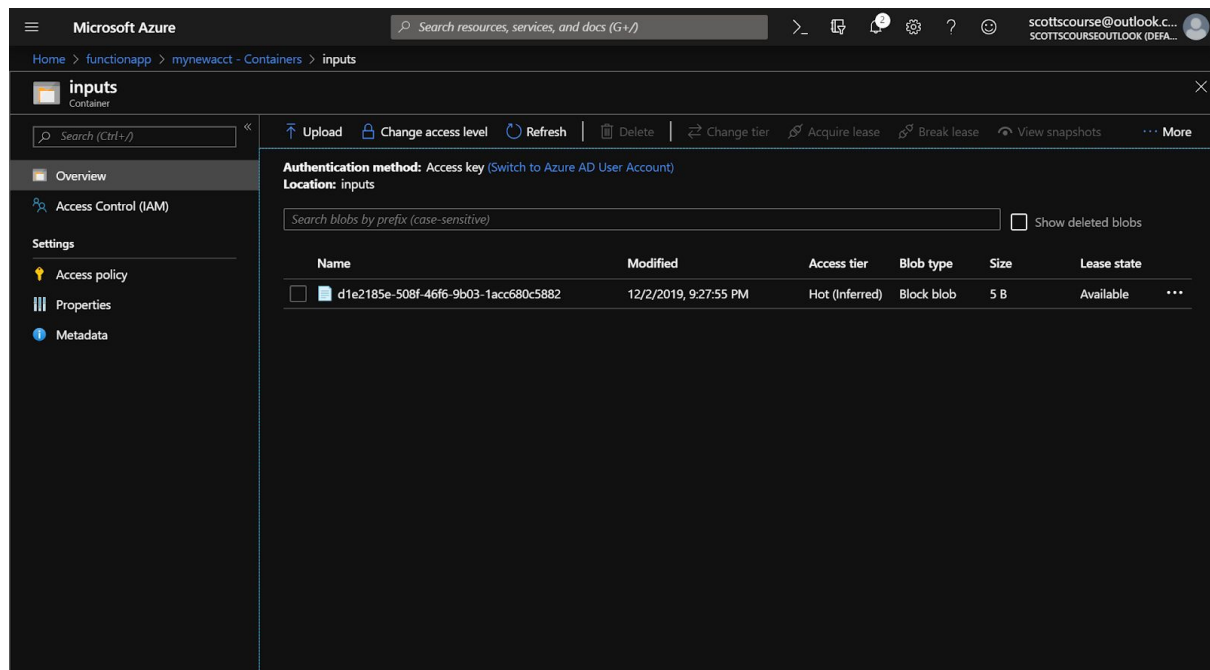 Microsoft Azure
Search resources, services, and docs (G+/)
2
scottscourse@outlook.c...
SCOTTSCOURSEOUTLOOK (DEFA...
Home > functionapp > mynewacct - Containers > inputs
inputs
Container
Search (Ctrl+/)
Overview
Access Control (IAM)
Settings
Access policy
Properties
Metadata
Upload Change access level Refresh Delete Change tier Acquire lease Break lease View snapshots ... More
Authentication method: Access key (Switch to Azure AD User Account)
Location: inputs
Search blobs by prefix (case-sensitive)
Show deleted blobs
Name Modified Access tier Blob type Size Lease state
d1e2185e-508f-46f6-9b03-1acc680c5882 12/2/2019, 9:27:55 PM Hot (Inferred) Block blob 5 B Available ...